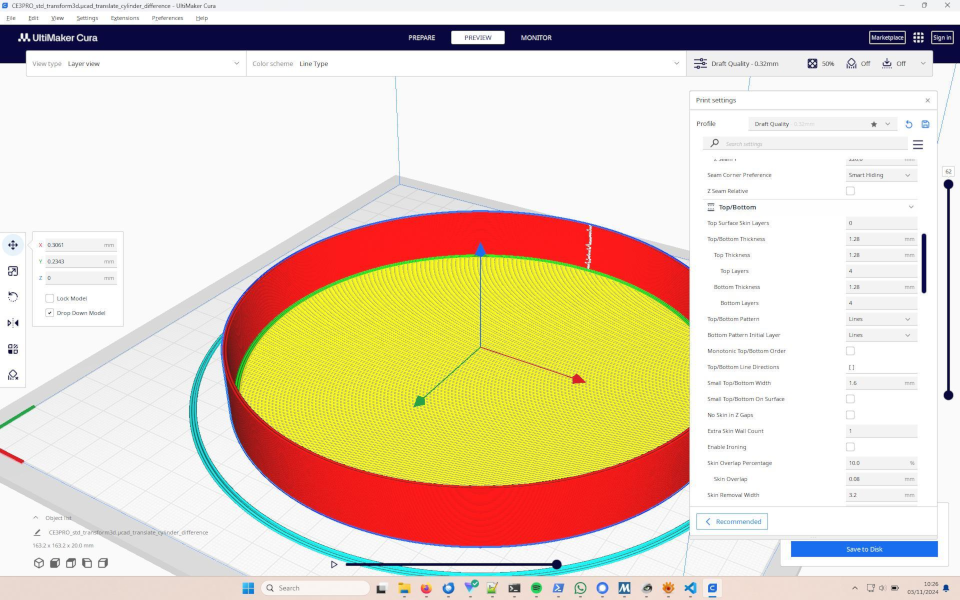 CE3PRO_std_transform3d.μcad_translate_cylinder_difference - UltiMaker Cura
File Edit View Settings Extensions Preferences Help
UltiMaker Cura PREPARE PREVIEW MONITOR Marketplace Sign in
View type Layer view Color scheme Line Type Draft Quality - 0.32mm 50% Off Off
Print settings
Profile Draft Quality - 0.32mm
Search settings
Seam Corner Preference Smart Hiding
Z Seam Relative
62
Top/Bottom
Top Surface Skin Layers 0
Top/Bottom Thickness 1.28 mm
Top Thickness 1.28 mm
Top Layers 4
Bottom Thickness 1.28 mm
Bottom Layers 4
Top/Bottom Pattern Lines
Bottom Pattern Initial Layer Lines
Monotonic Top/Bottom Order
Top/Bottom Line Directions [ ]
Small Top/Bottom Width 1.6 mm
Small Top/Bottom On Surface
No Skin in Z Gaps
Extra Skin Wall Count 1
Enable Ironing
Skin Overlap Percentage 10.0 %
Skin Overlap 0.08 mm
Skin Removal Width 3.2 mm
Recommended
Save to Disk
X 0.3061 mm
Y 0.2343 mm
Z 0 mm
Lock Model
Drop Down Model
Object list
CE3PRO_std_transform3d.μcad_translate_cylinder_difference
163.2 x 163.2 x 20.0 mm
Search
10:26
03/11/2024